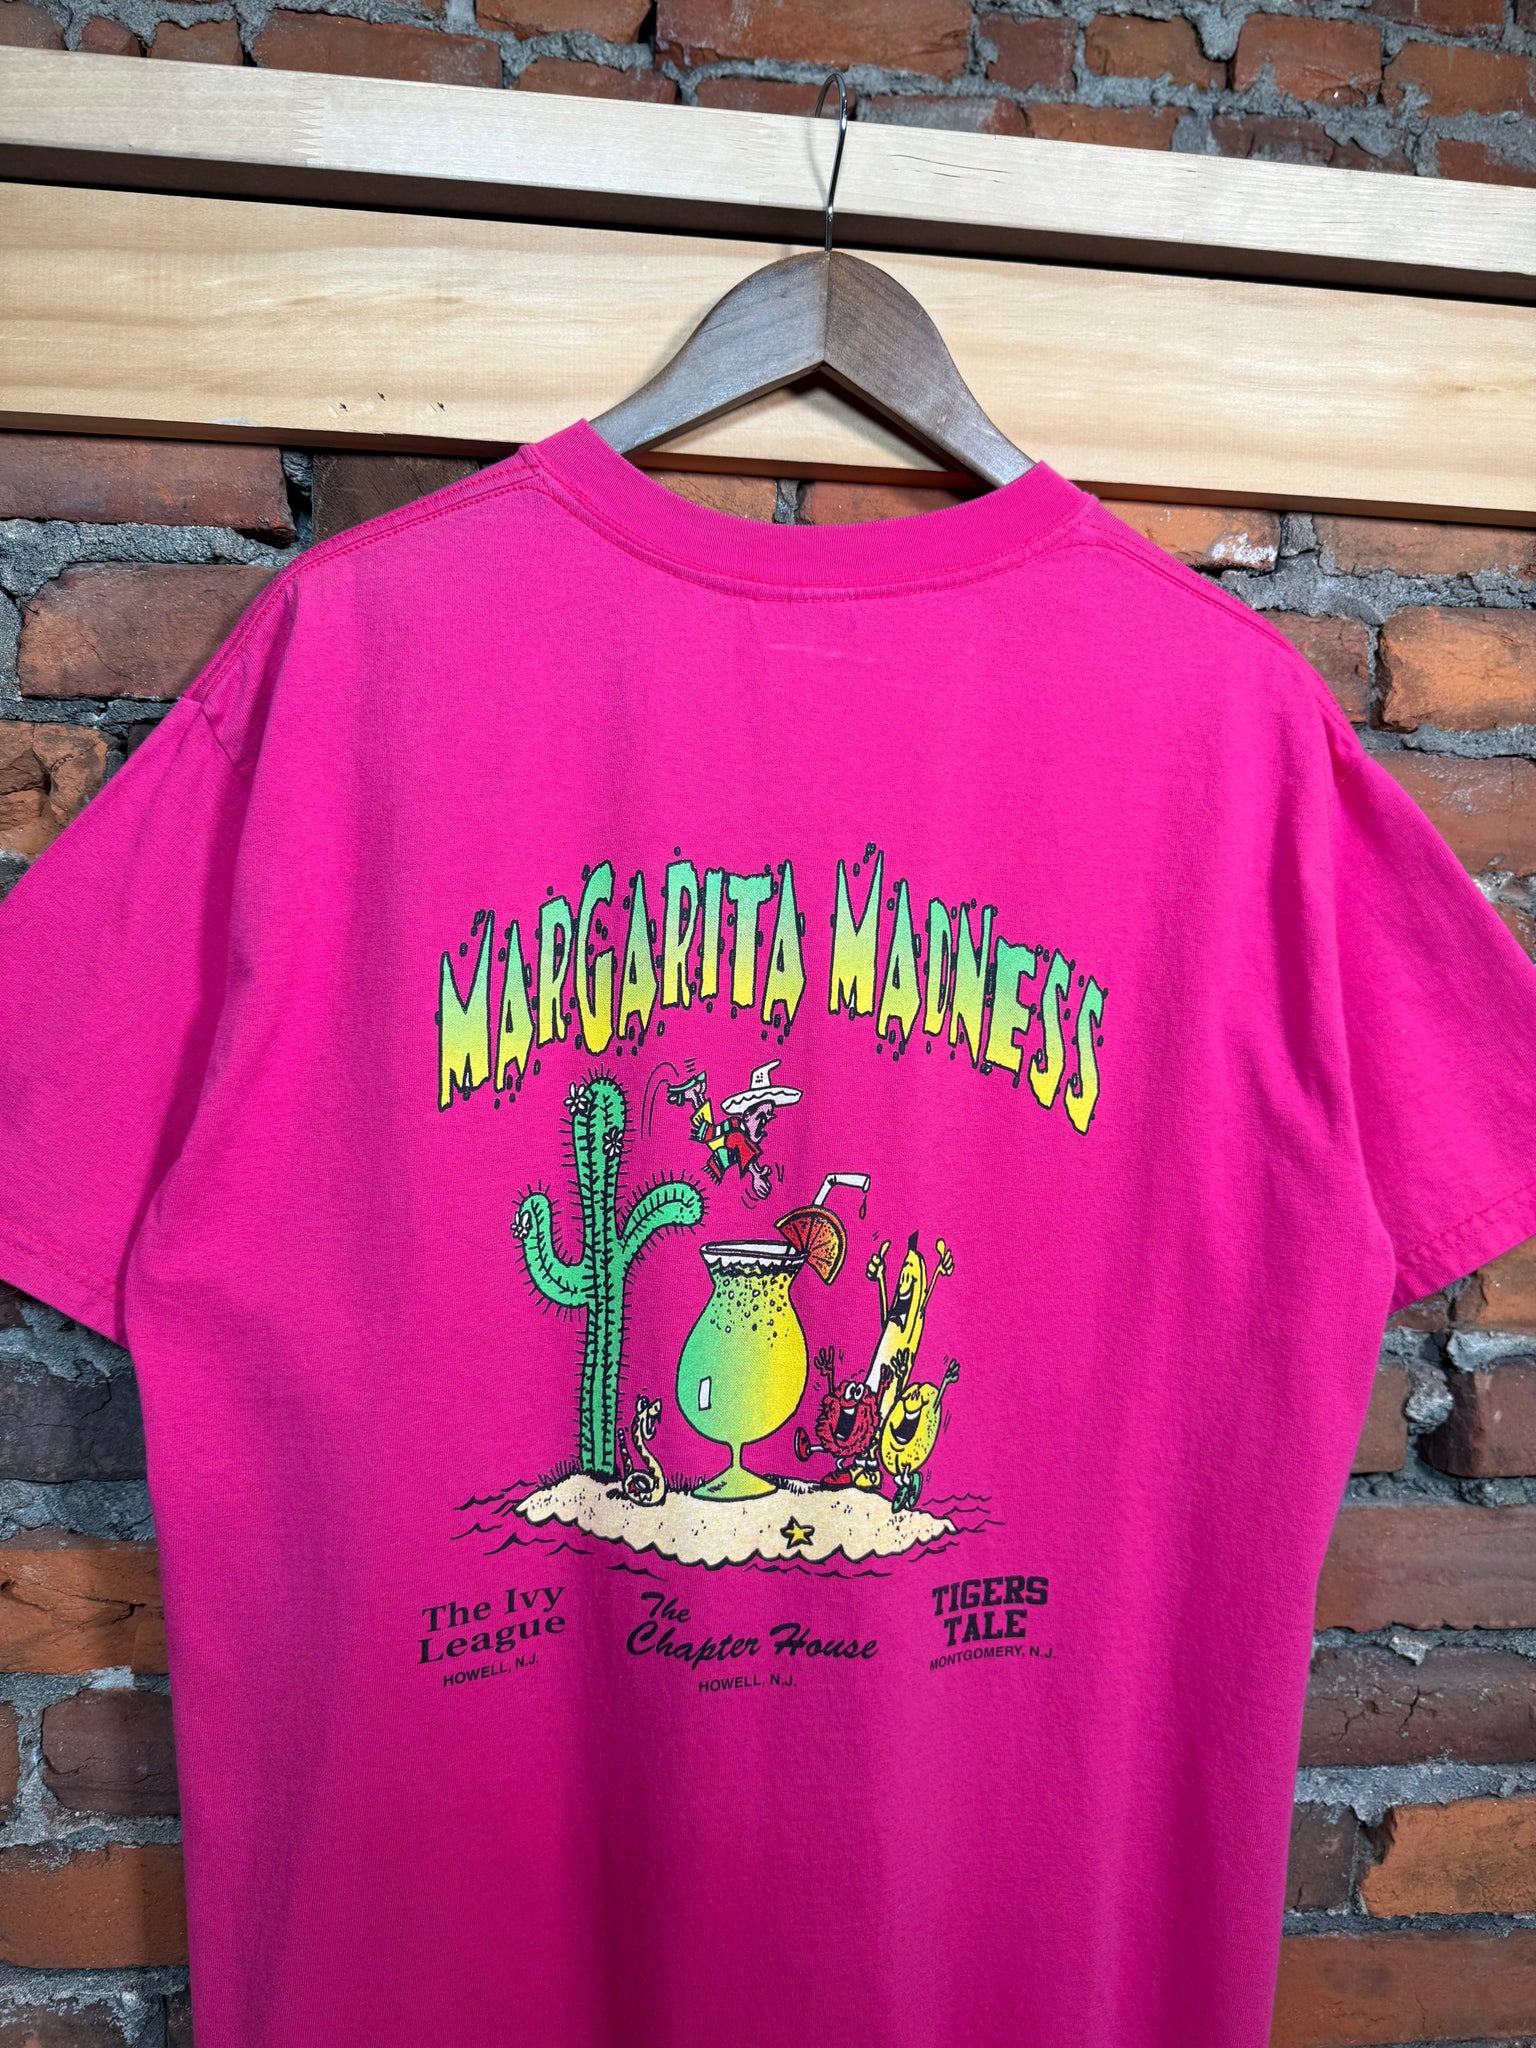 MARGARITA MADNESS
The Ivy
League
HOWELL, N.J.
The
Chapter House
HOWELL, N.J.
TIGERS
TALE
MONTGOMERY, N.J.